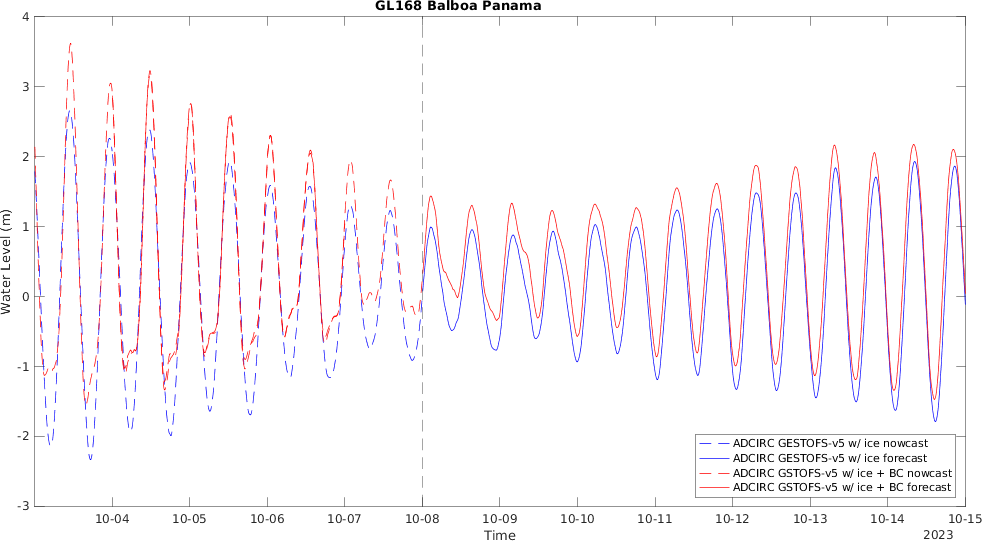 GL168 Balboa Panama
4
3
2
1
0
-1
-2
-3
Water Level (m)
10-04 10-05 10-06 10-07 10-08 10-09 10-10 10-11 10-12 10-13 10-14 10-15
Time
2023
ADCIRC GESTOFS-v5 w/ ice nowcast
ADCIRC GESTOFS-v5 w/ ice forecast
ADCIRC GSTOFS-v5 w/ ice + BC nowcast
ADCIRC GSTOFS-v5 w/ ice + BC forecast